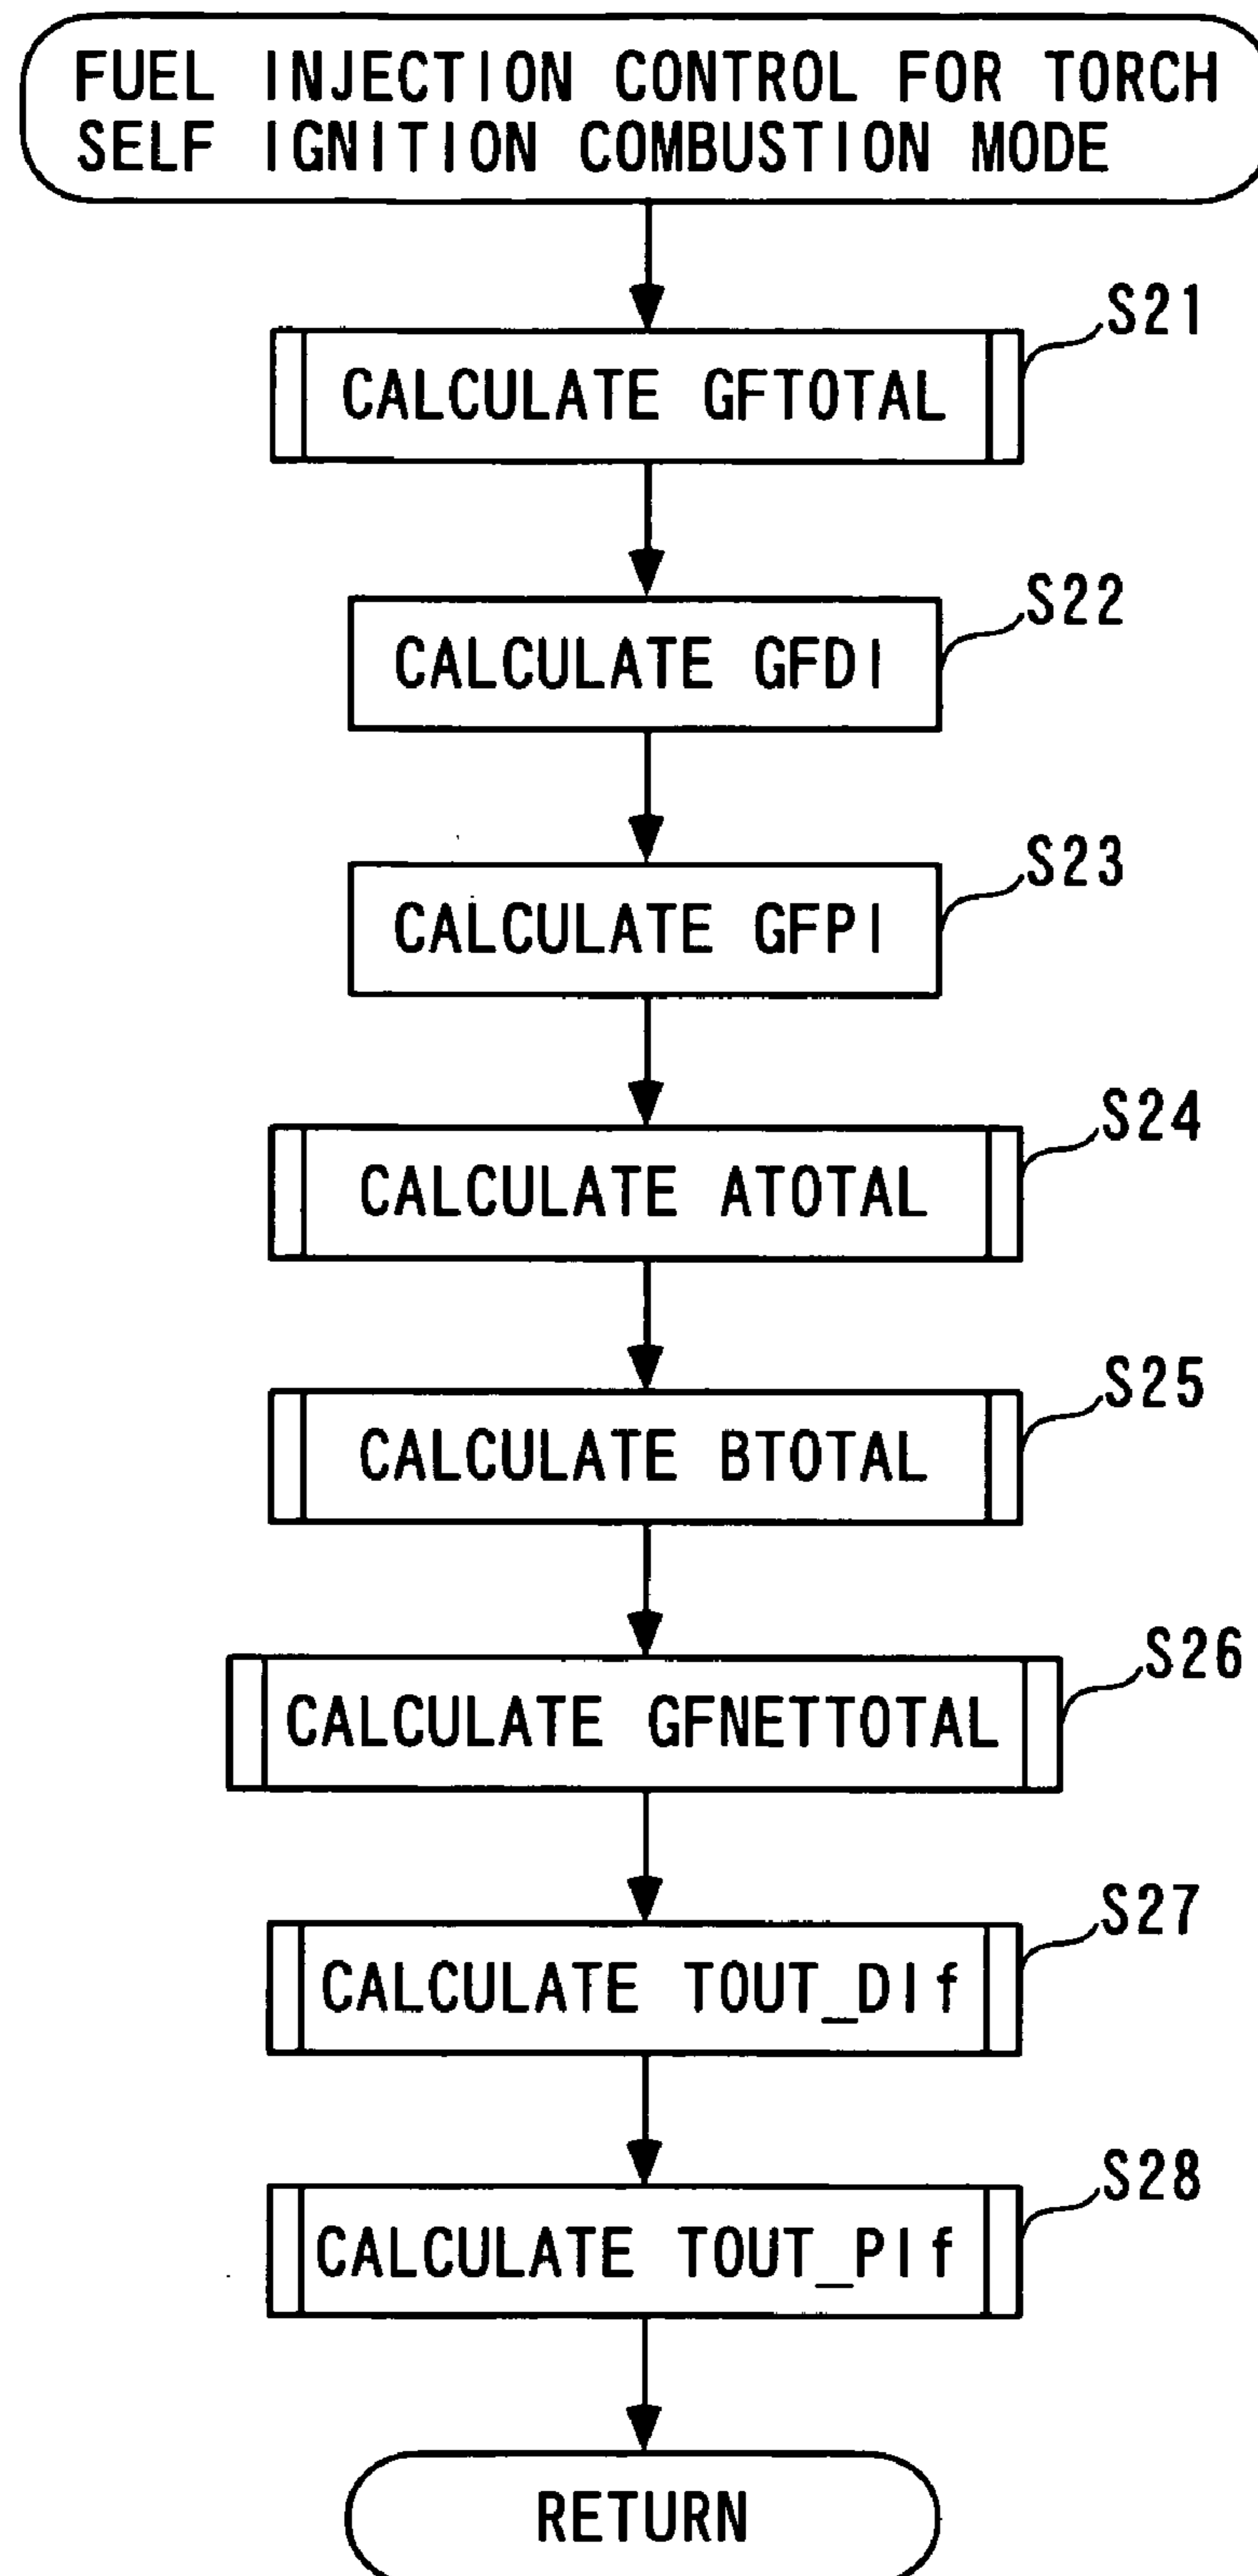 FUEL INJECTION CONTROL FOR TORCH
SELF IGNITION COMBUSTION MODE
S21
CALCULATE GFTOTAL
S22
CALCULATE GFDI
S23
CALCULATE GFPI
S24
CALCULATE ATOTAL
S25
CALCULATE BTOTAL
S26
CALCULATE GFNETTOTAL
S27
CALCULATE TOUT_DIf
S28
CALCULATE TOUT_PIf
RETURN